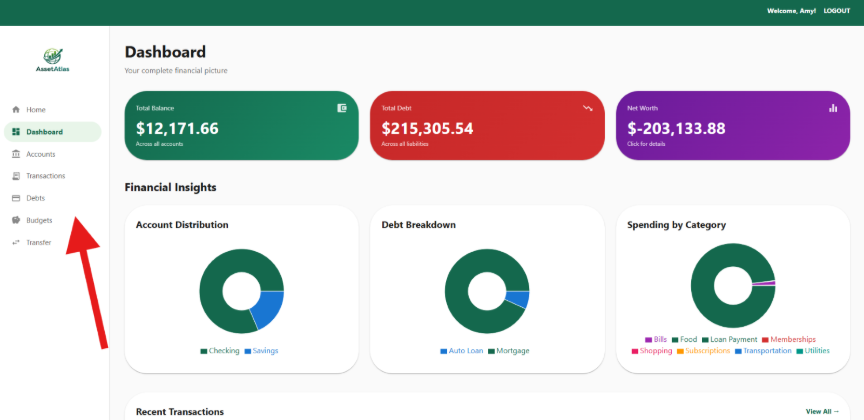 Welcome, Amy! LOGOUT
AssetAtlas
Home
Dashboard
Accounts
Transactions
Debts
Budgets
Transfer
Dashboard
Your complete financial picture
Total Balance
$12,171.66
Across all accounts
Total Debt
$215,305.54
Across all liabilities
Net Worth
$-203,133.88
Click for details
Financial Insights
Account Distribution
Checking Savings
Debt Breakdown
Auto Loan Mortgage
Spending by Category
Bills Food Loan Payment Memberships
Shopping Subscriptions Transportation Utilities
Recent Transactions
View All →